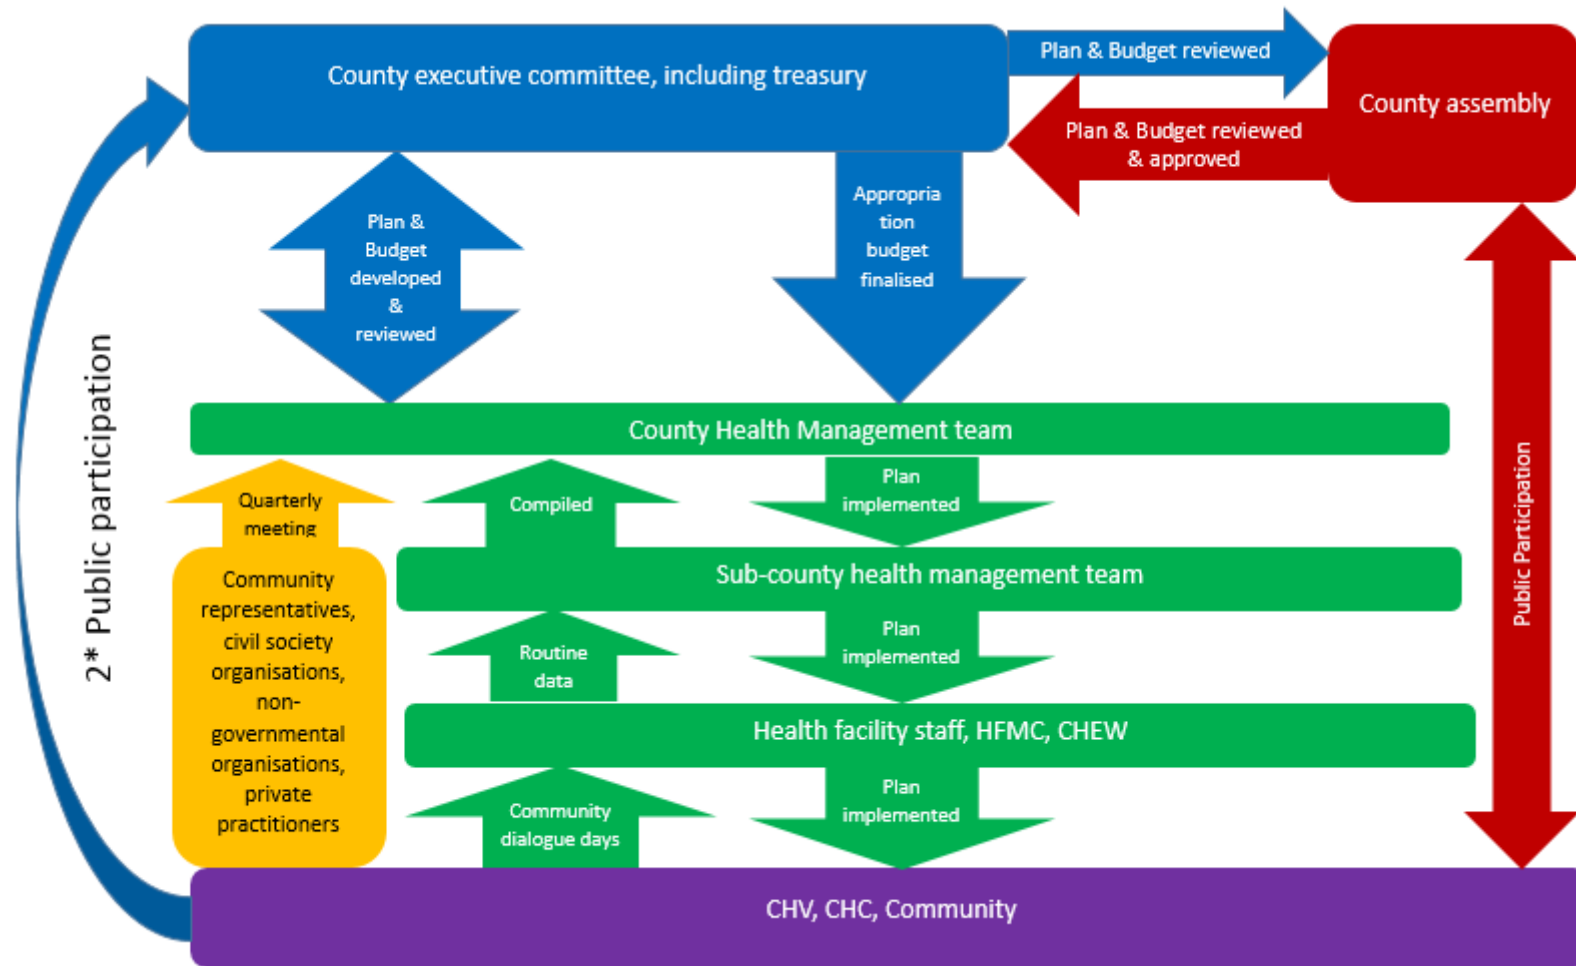 County executive committee, including treasury
Plan & Budget reviewed
County assembly
Plan & Budget reviewed
& approved
Plan &
Budget
developed
&
reviewed
Appropria
tion
budget
finalised
2* Public participation
County Health Management team
Quarterly
meeting
Compiled
Plan
implemented
Community
representatives,
civil society
organisations,
non-
governmental
organisations,
private
practitioners
Sub-county health management team
Routine
data
Plan
implemented
Health facility staff, HFMC, CHEW
Community
dialogue days
Plan
implemented
Public Participation
CHV, CHC, Community